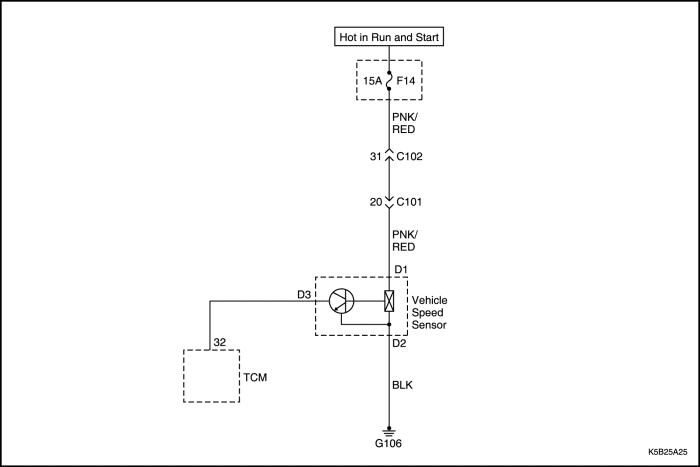 Hot in Run and Start
15A F14
PNK/
RED
31 C102
20 C101
PNK/
RED
D1
D3
Vehicle
Speed
Sensor
32
D2
TCM
BLK
G106
K5B25A25